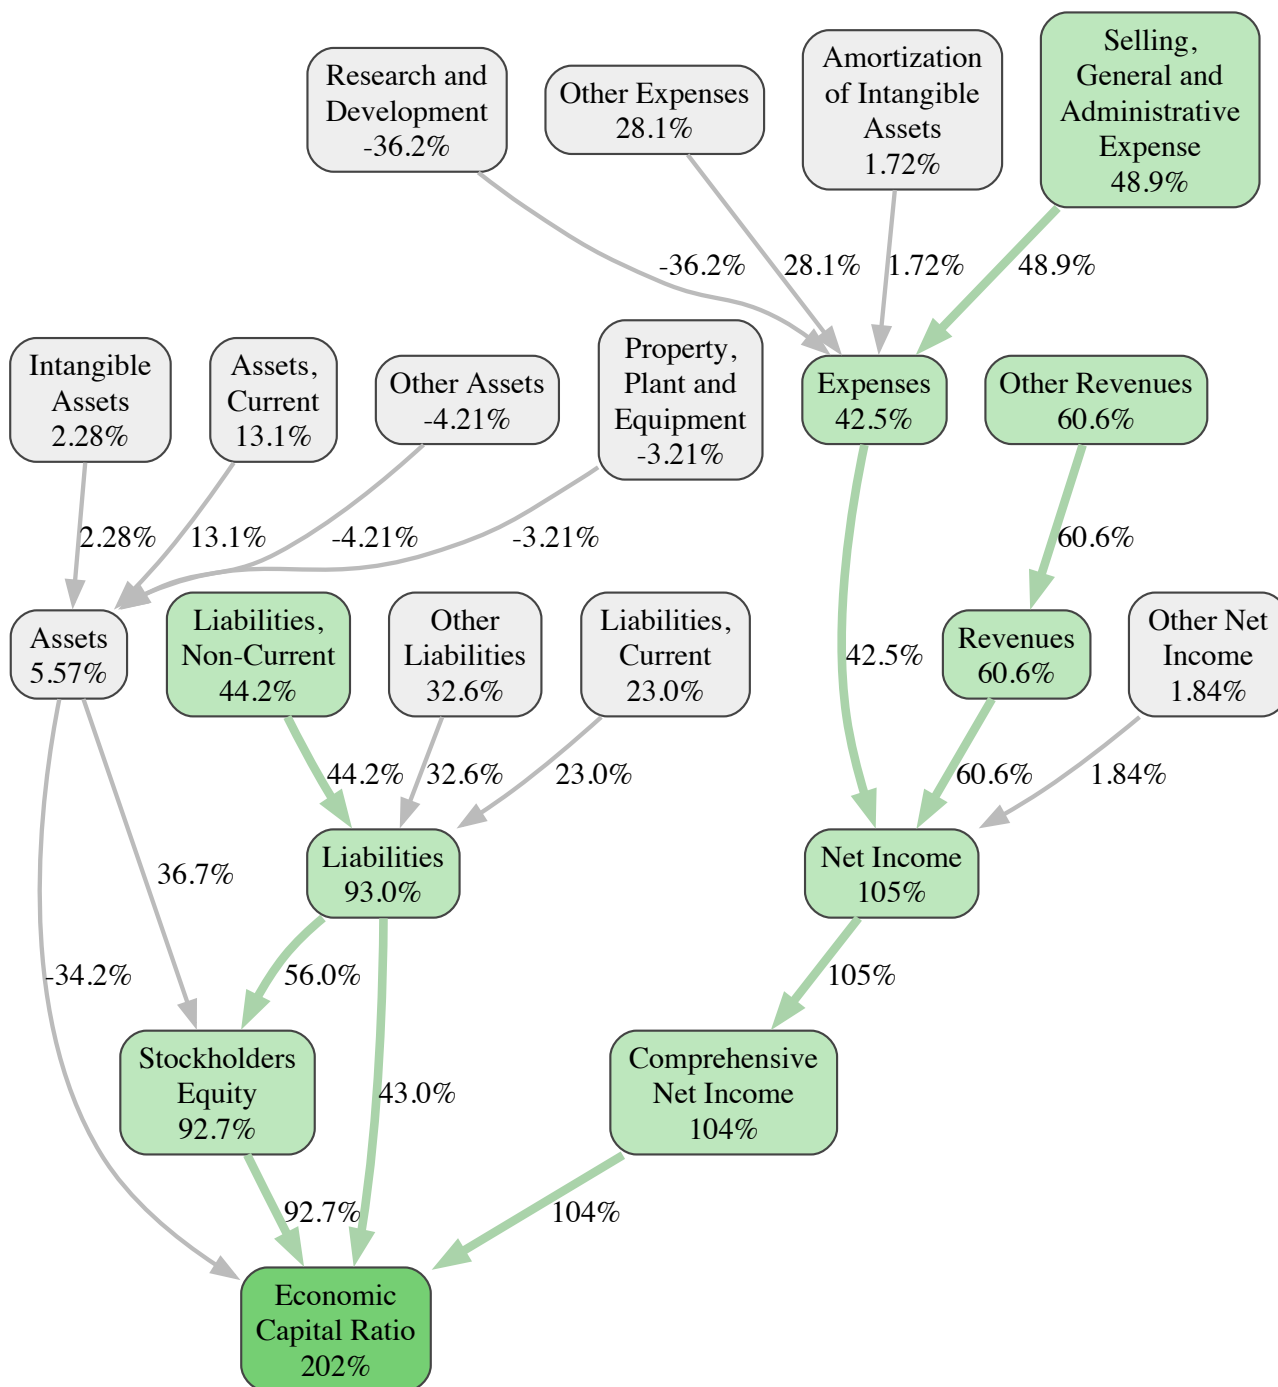 Research and
Development
-36.2%
Other Expenses
28.1%
Amortization
of Intangible
Assets
1.72%
Selling,
General and
Administrative
Expense
48.9%
-36.2%
28.1%
1.72%
48.9%
Intangible
Assets
2.28%
Assets,
Current
13.1%
Other Assets
-4.21%
Property,
Plant and
Equipment
-3.21%
Expenses
42.5%
Other Revenues
60.6%
2.28%
13.1%
-4.21%
-3.21%
60.6%
Assets
5.57%
Liabilities,
Non-Current
44.2%
Other
Liabilities
32.6%
Liabilities,
Current
23.0%
42.5%
Revenues
60.6%
Other Net
Income
1.84%
44.2%
32.6%
23.0%
60.6%
1.84%
36.7%
Liabilities
93.0%
Net Income
105%
-34.2%
56.0%
105%
Stockholders
Equity
92.7%
43.0%
Comprehensive
Net Income
104%
92.7%
104%
Economic
Capital Ratio
202%